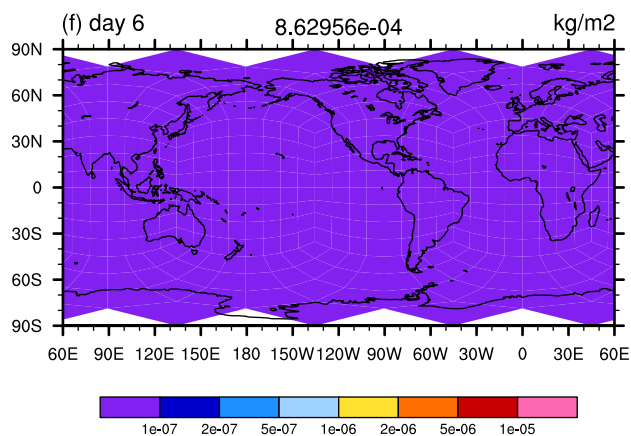 (f) day 6 8.62956e-04 kg/m2
90N
60N
30N
0
30S
60S
90S
60E 90E 120E 150E 180 150W 120W 90W 60W 30W 0 30E 60E
1e-07 2e-07 5e-07 1e-06 2e-06 5e-06 1e-05